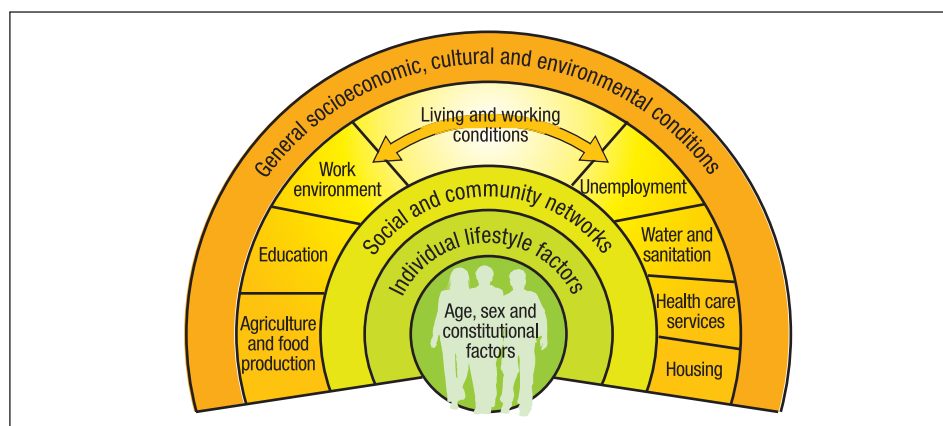 General socioeconomic, cultural and environmental conditions
Living and working
conditions
Work
environment
Unemployment
Education
Water and
sanitation
Agriculture
and food
production
Health care
services
Housing
Social and community networks
Individual lifestyle factors
Age, sex and
constitutional
factors